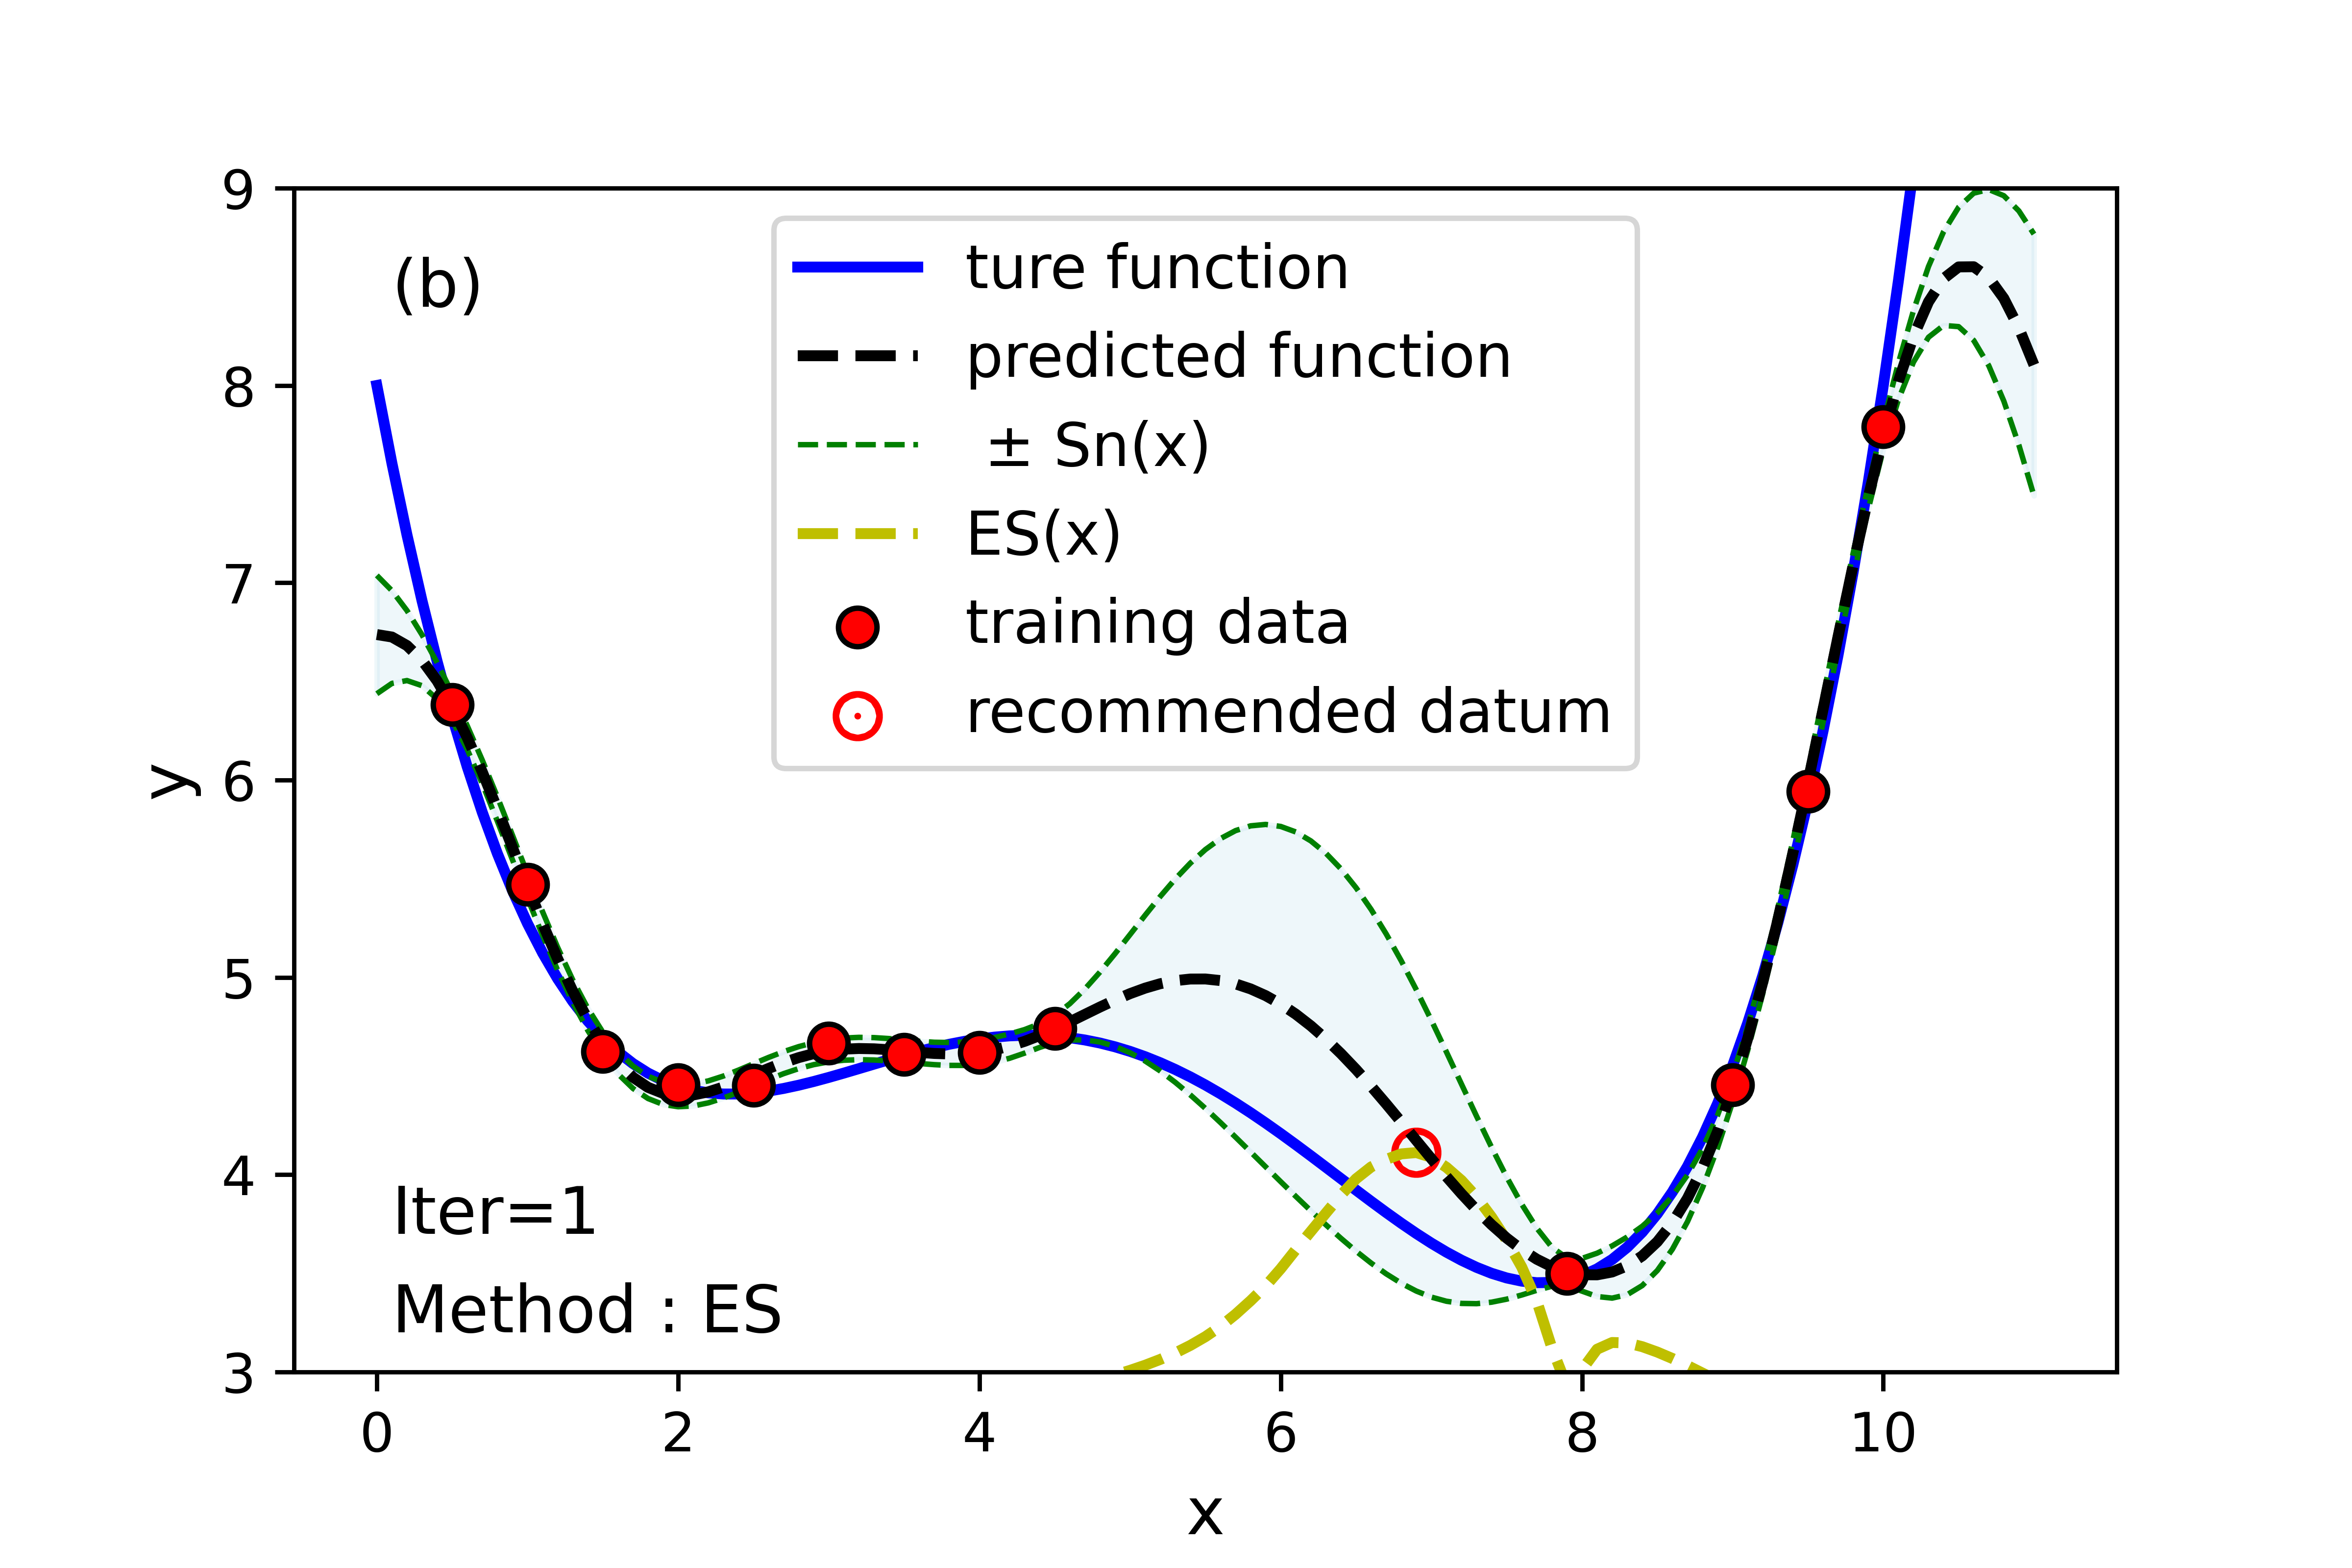 (b)
ture function
predicted function
± Sn(x)
ES(x)
training data
recommended datum
Iter=1
Method : ES
9
8
7
6
5
4
3
y
0 2 4 6 8 10
x